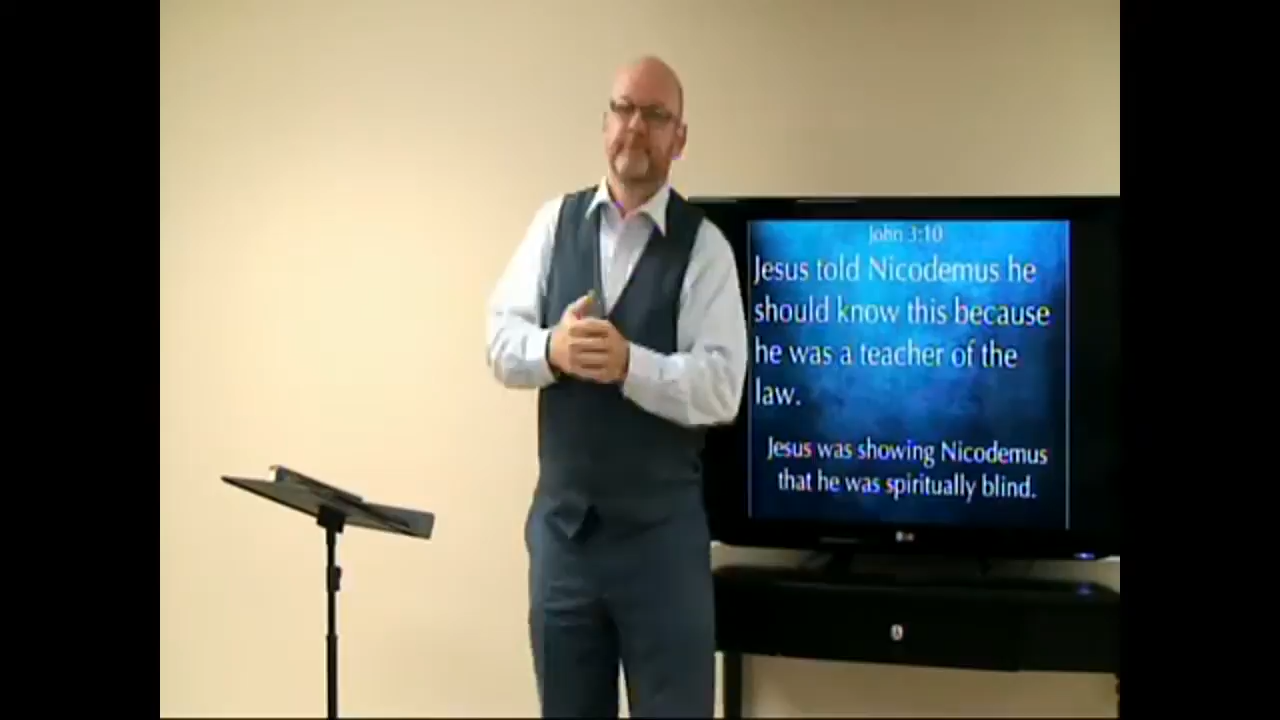 John 3:10
Jesus told Nicodemus he
should know this because
he was a teacher of the
law.
Jesus was showing Nicodemus
that he was spiritually blind.
LG